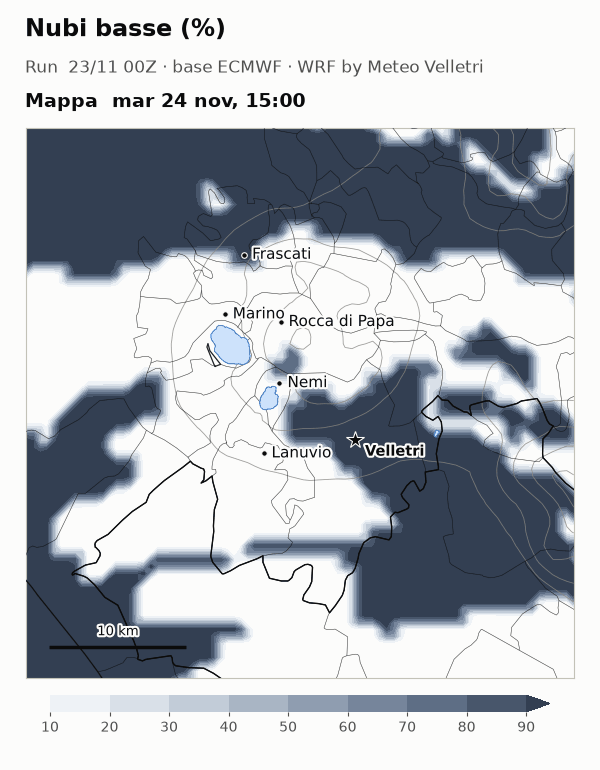 Nubi basse (%)
Run  23/11 00Z · base ECMWF · WRF by Meteo Velletri
Mappa  mar 24 nov, 15:00
Frascati
Marino
Rocca di Papa
Nemi
Velletri
Lanuvio
10 km
10 20 30 40 50 60 70 80 90